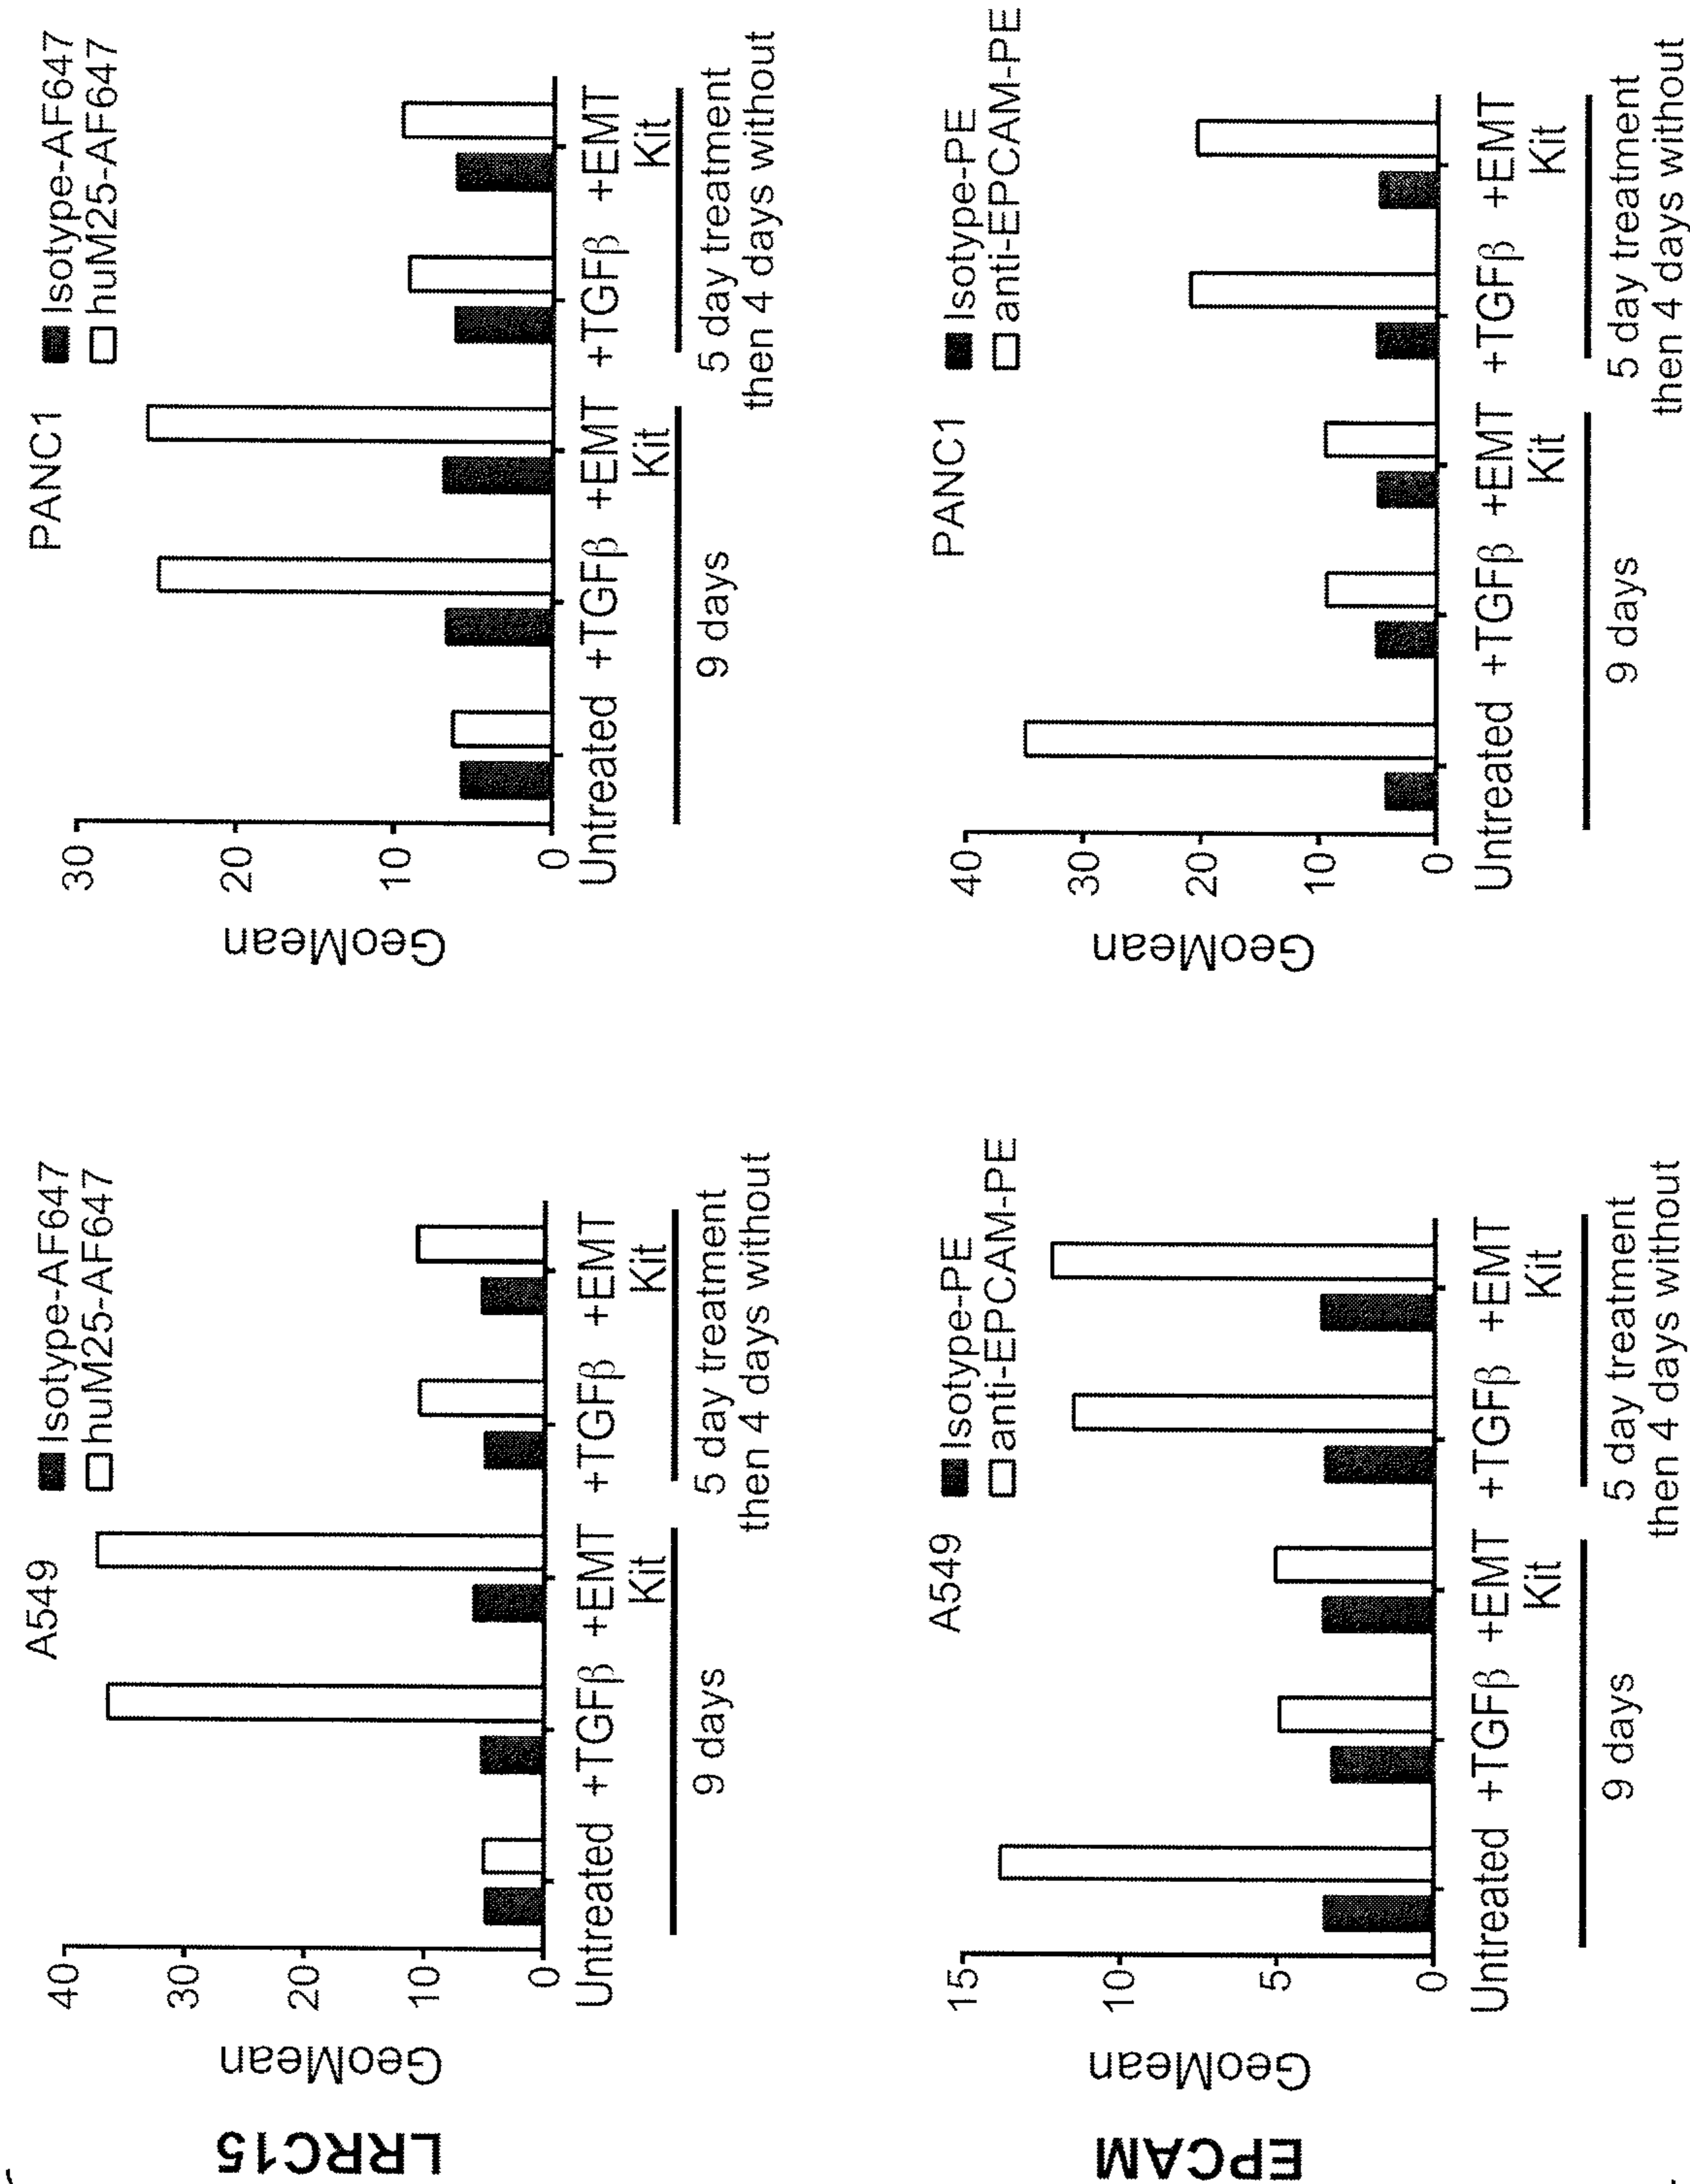 LRRC15
A549
Isotype-AF647
huM25-AF647
GeoMean
40
30
20
10
0
Untreated +TGFβ +EMT +TGFβ +EMT
Kit Kit
9 days
5 day treatment
then 4 days without
PANC1
Isotype-AF647
huM25-AF647
GeoMean
30
20
10
0
Untreated +TGFβ +EMT +TGFβ +EMT
Kit Kit
9 days
5 day treatment
then 4 days without
EPCAM
A549
Isotype-PE
anti-EPCAM-PE
GeoMean
15
10
5
0
Untreated +TGFβ +EMT +TGFβ +EMT
Kit Kit
9 days
5 day treatment
then 4 days without
PANC1
Isotype-PE
anti-EPCAM-PE
GeoMean
40
30
20
10
0
Untreated +TGFβ +EMT +TGFβ +EMT
Kit Kit
9 days
5 day treatment
then 4 days without